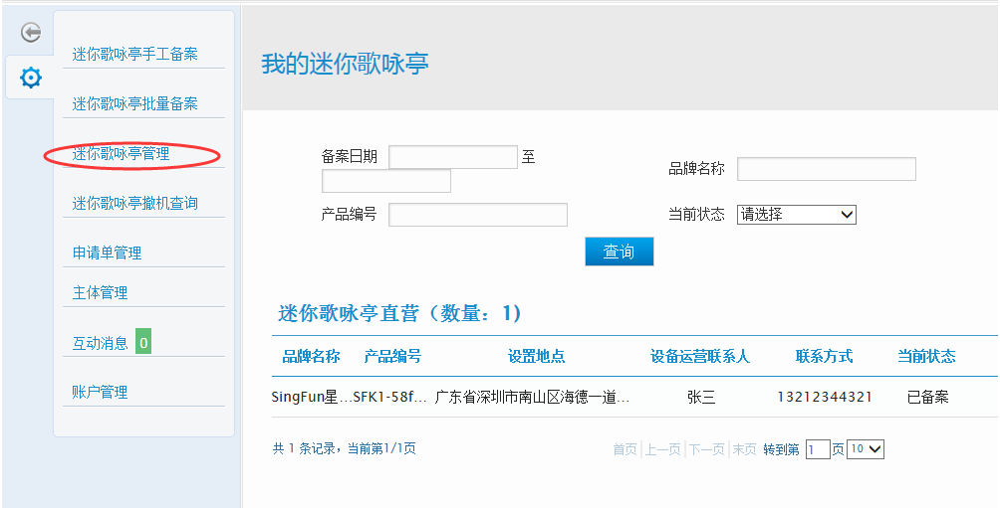 迷你歌咏亭手工备案
迷你歌咏亭批量备案
迷你歌咏亭管理
迷你歌咏亭撤机查询
申请单管理
主体管理
互动消息 0
账户管理
我的迷你歌咏亭
备案日期 至
品牌名称
产品编号
当前状态 请选择
查询
迷你歌咏亭直营（数量：1）
品牌名称 产品编号 设置地点 设备运营联系人 联系方式 当前状态
SingFun星...SFK1-58f... 广东省深圳市南山区海德一道... 张三 13212344321 已备案
共 1 条记录，当前第1/1页 首页 上一页 下一页 末页 转到第 1 页 10